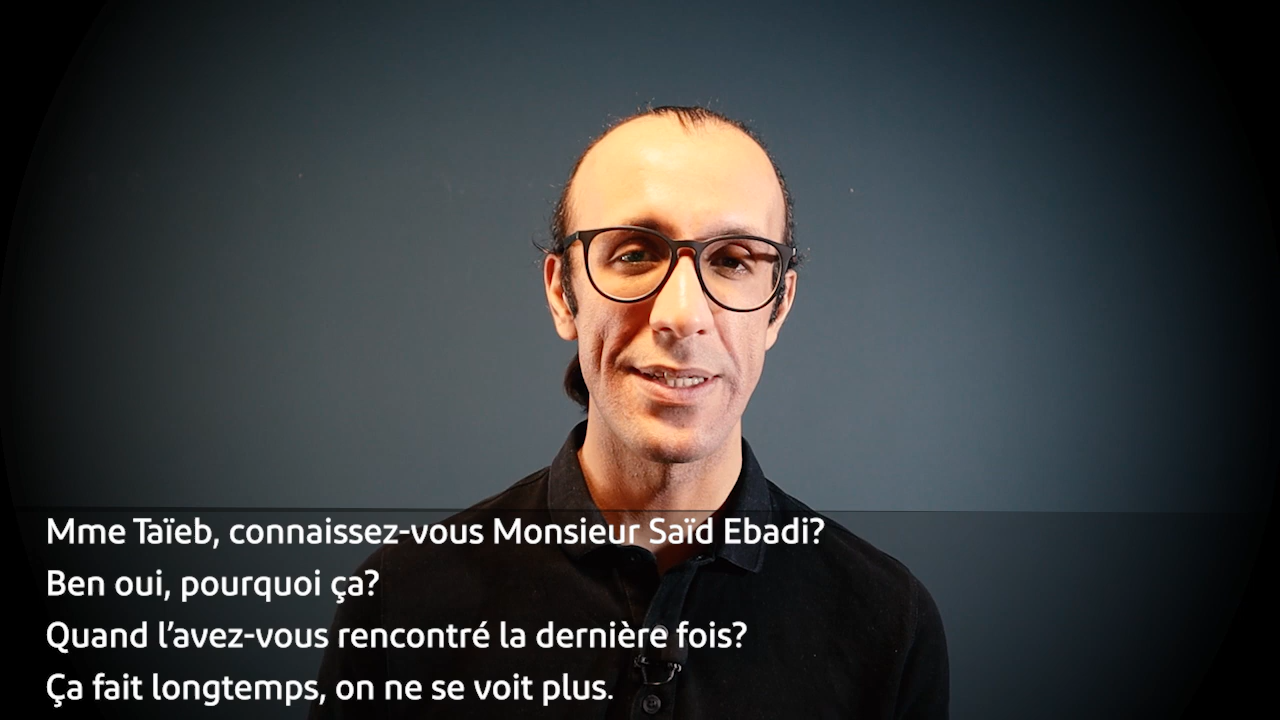 Mme Taïeb, connaissez-vous Monsieur Saïd Ebadi?
Ben oui, pourquoi ça?
Quand l’avez-vous rencontré la dernière fois?
Ça fait longtemps, on ne se voit plus.